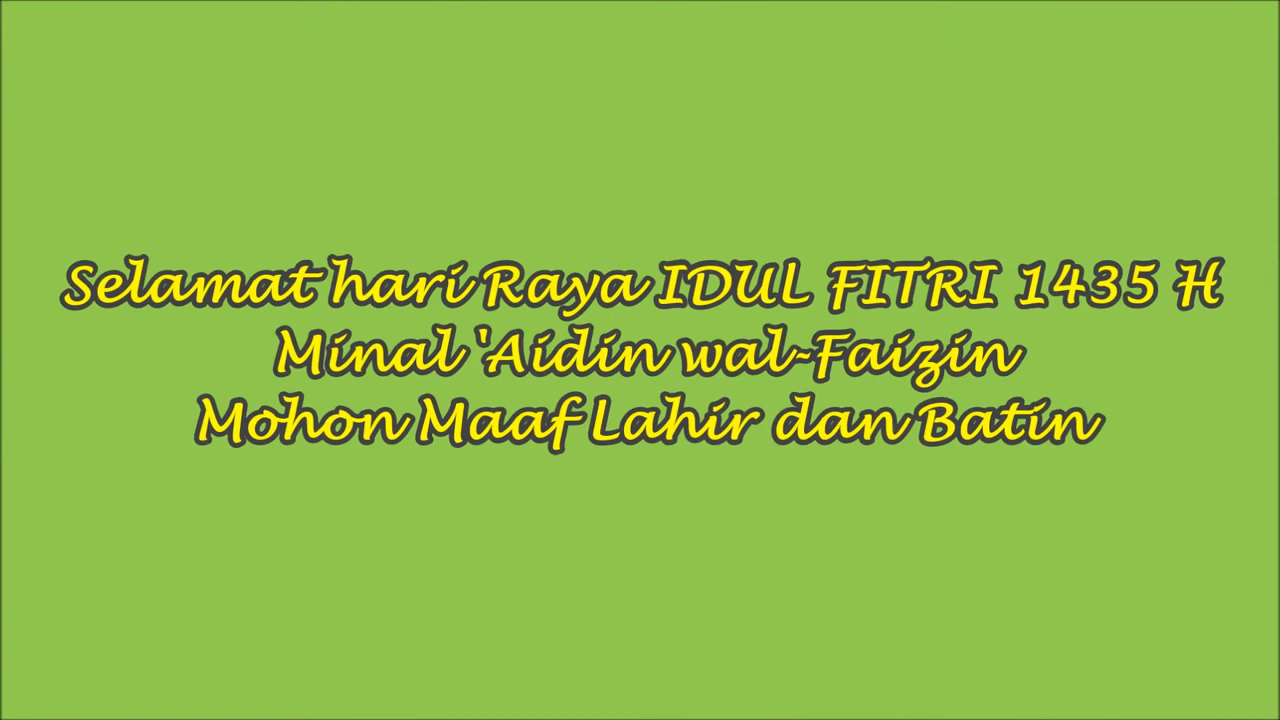 Selamat hari Raya IDUL FITRI 1435 H
Minal 'Aidin wal-Faizin
Mohon Maaf Lahir dan Batin